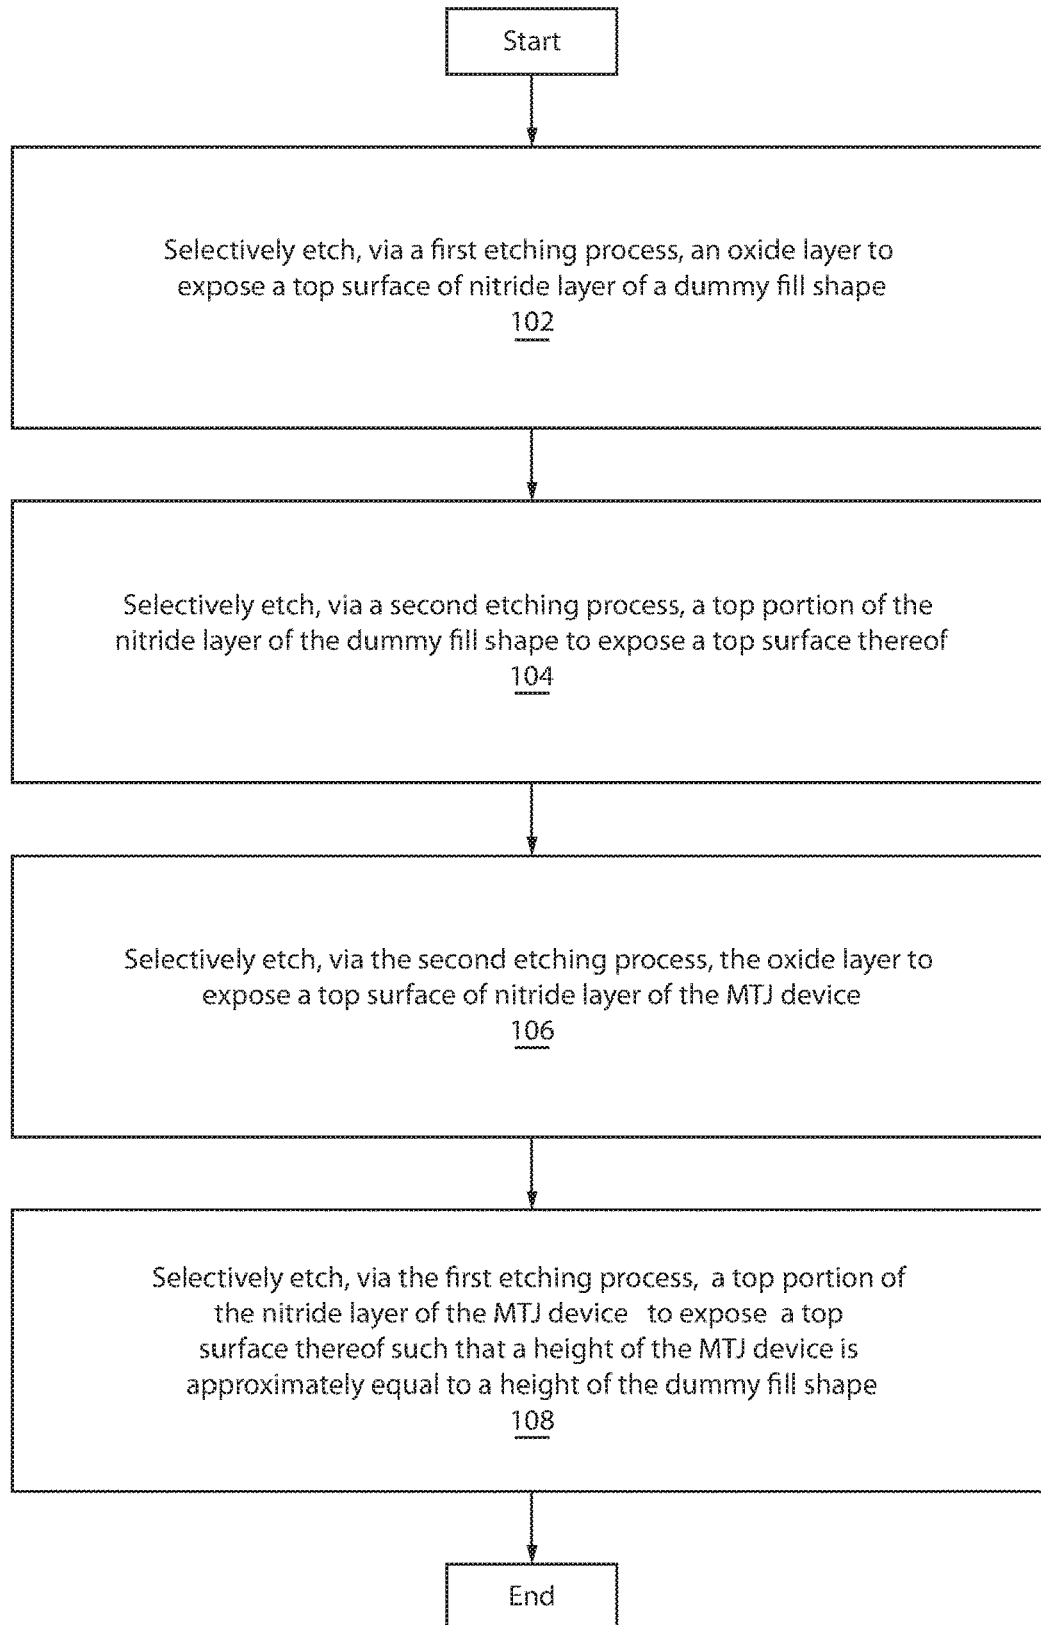 Start
Selectively etch, via a first etching process, an oxide layer to
expose a top surface of nitride layer of a dummy fill shape
102
Selectively etch, via a second etching process, a top portion of the
nitride layer of the dummy fill shape to expose a top surface thereof
104
Selectively etch, via the second etching process, the oxide layer to
expose a top surface of nitride layer of the MTJ device
106
Selectively etch, via the first etching process, a top portion of
the nitride layer of the MTJ device to expose a top
surface thereof such that a height of the MTJ device is
approximately equal to a height of the dummy fill shape
108
End